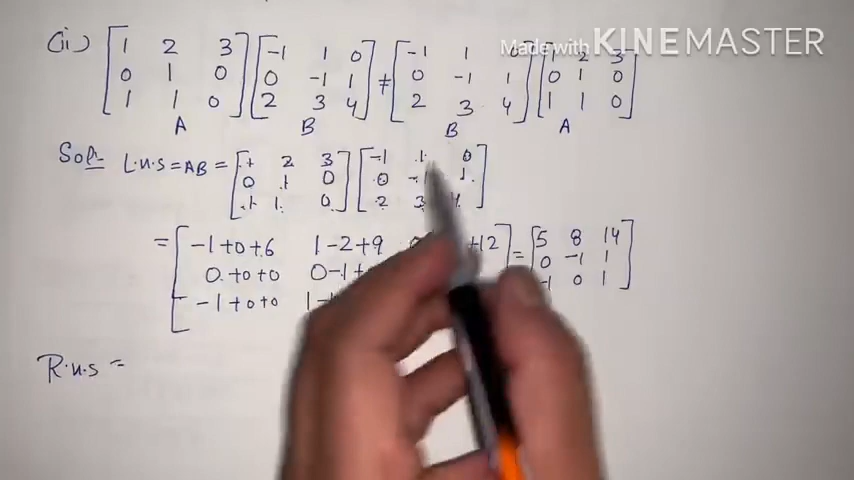 (ii) [1 2 3 [-1 1 0 ≠ [-1 1 0 [1 2 3 Made with KINEMASTER
0 1 0 0 -1 1 0 -1 1 0 1 0
1 1 0] 2 3 4] 2 3 4] 1 1 0]
A B B A
Sol:- L.H.S = AB = [1 2 3 [-1 1 0
0 1 0 0 1
1 1 0] 2 3 4]
= [-1+0+6 1-2+9 +12 = [5 8 14
0+0+0 0-1+ 0 -1 1
-1+0+0 -1 0 1]
R.H.S =